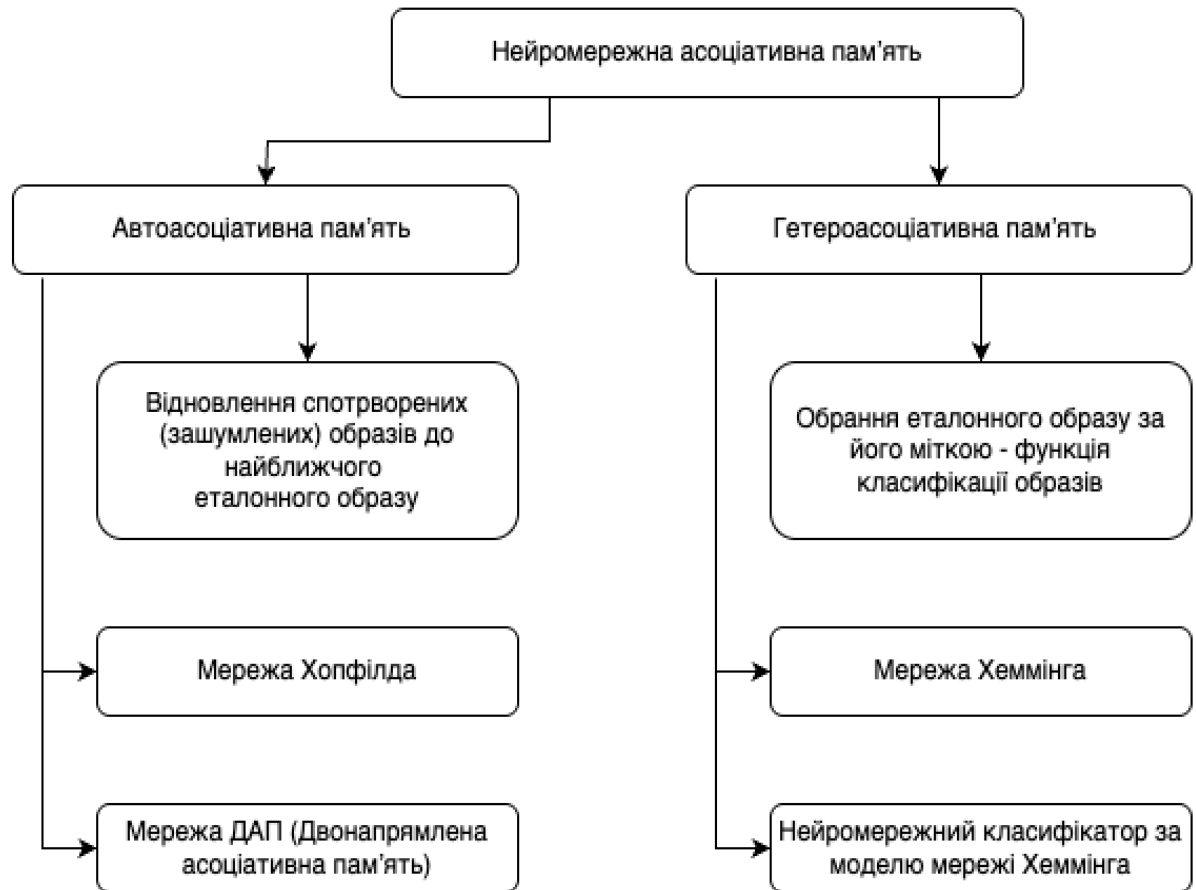 Нейромережна асоціативна пам’ять
Автоасоціативна пам’ять
Гетероасоціативна пам’ять
Відновлення спотрворених
(зашумлених) образів до
найближчого
еталонного образу
Обрання еталонного образу за
його міткою - функція
класифікації образів
Мережа Хопфілда
Мережа Хеммінга
Мережа ДАП (Двонапрямлена
асоціативна пам’ять)
Нейромережний класифікатор за
моделю мережі Хеммінга